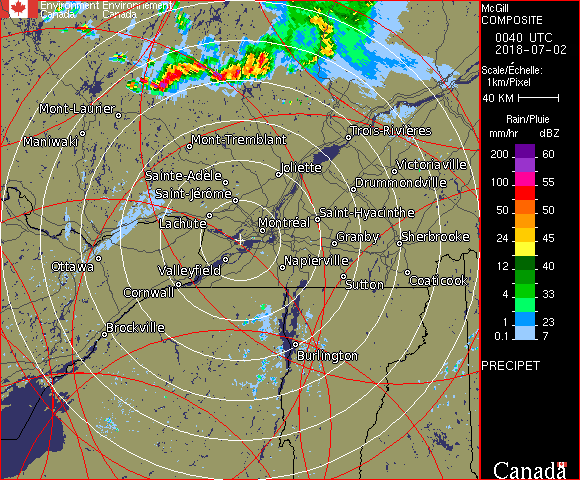 Environment Environnement
Canada Canada
McGill
COMPOSITE
0040 UTC
2018-07-02
Scale/Échelle:
1km/Pixel
40 KM
Rain/Pluie
mm/hr dBZ
200 60
100 55
50 50
24 45
12 40
4 33
1 23
0.1 7
PRECIPET
Canada
Mont-Laurier
Maniwaki
Mont-Tremblant
Trois-Rivières
Sainte-Adèle
Joliette
Victoriaville
Saint-Jérôme
Drummondville
Lachute
Montréal
Saint-Hyacinthe
Granby
Sherbrooke
Ottawa
Valleyfield
Napierville
Cornwall
Sutton
Coaticook
Brockville
Burlington